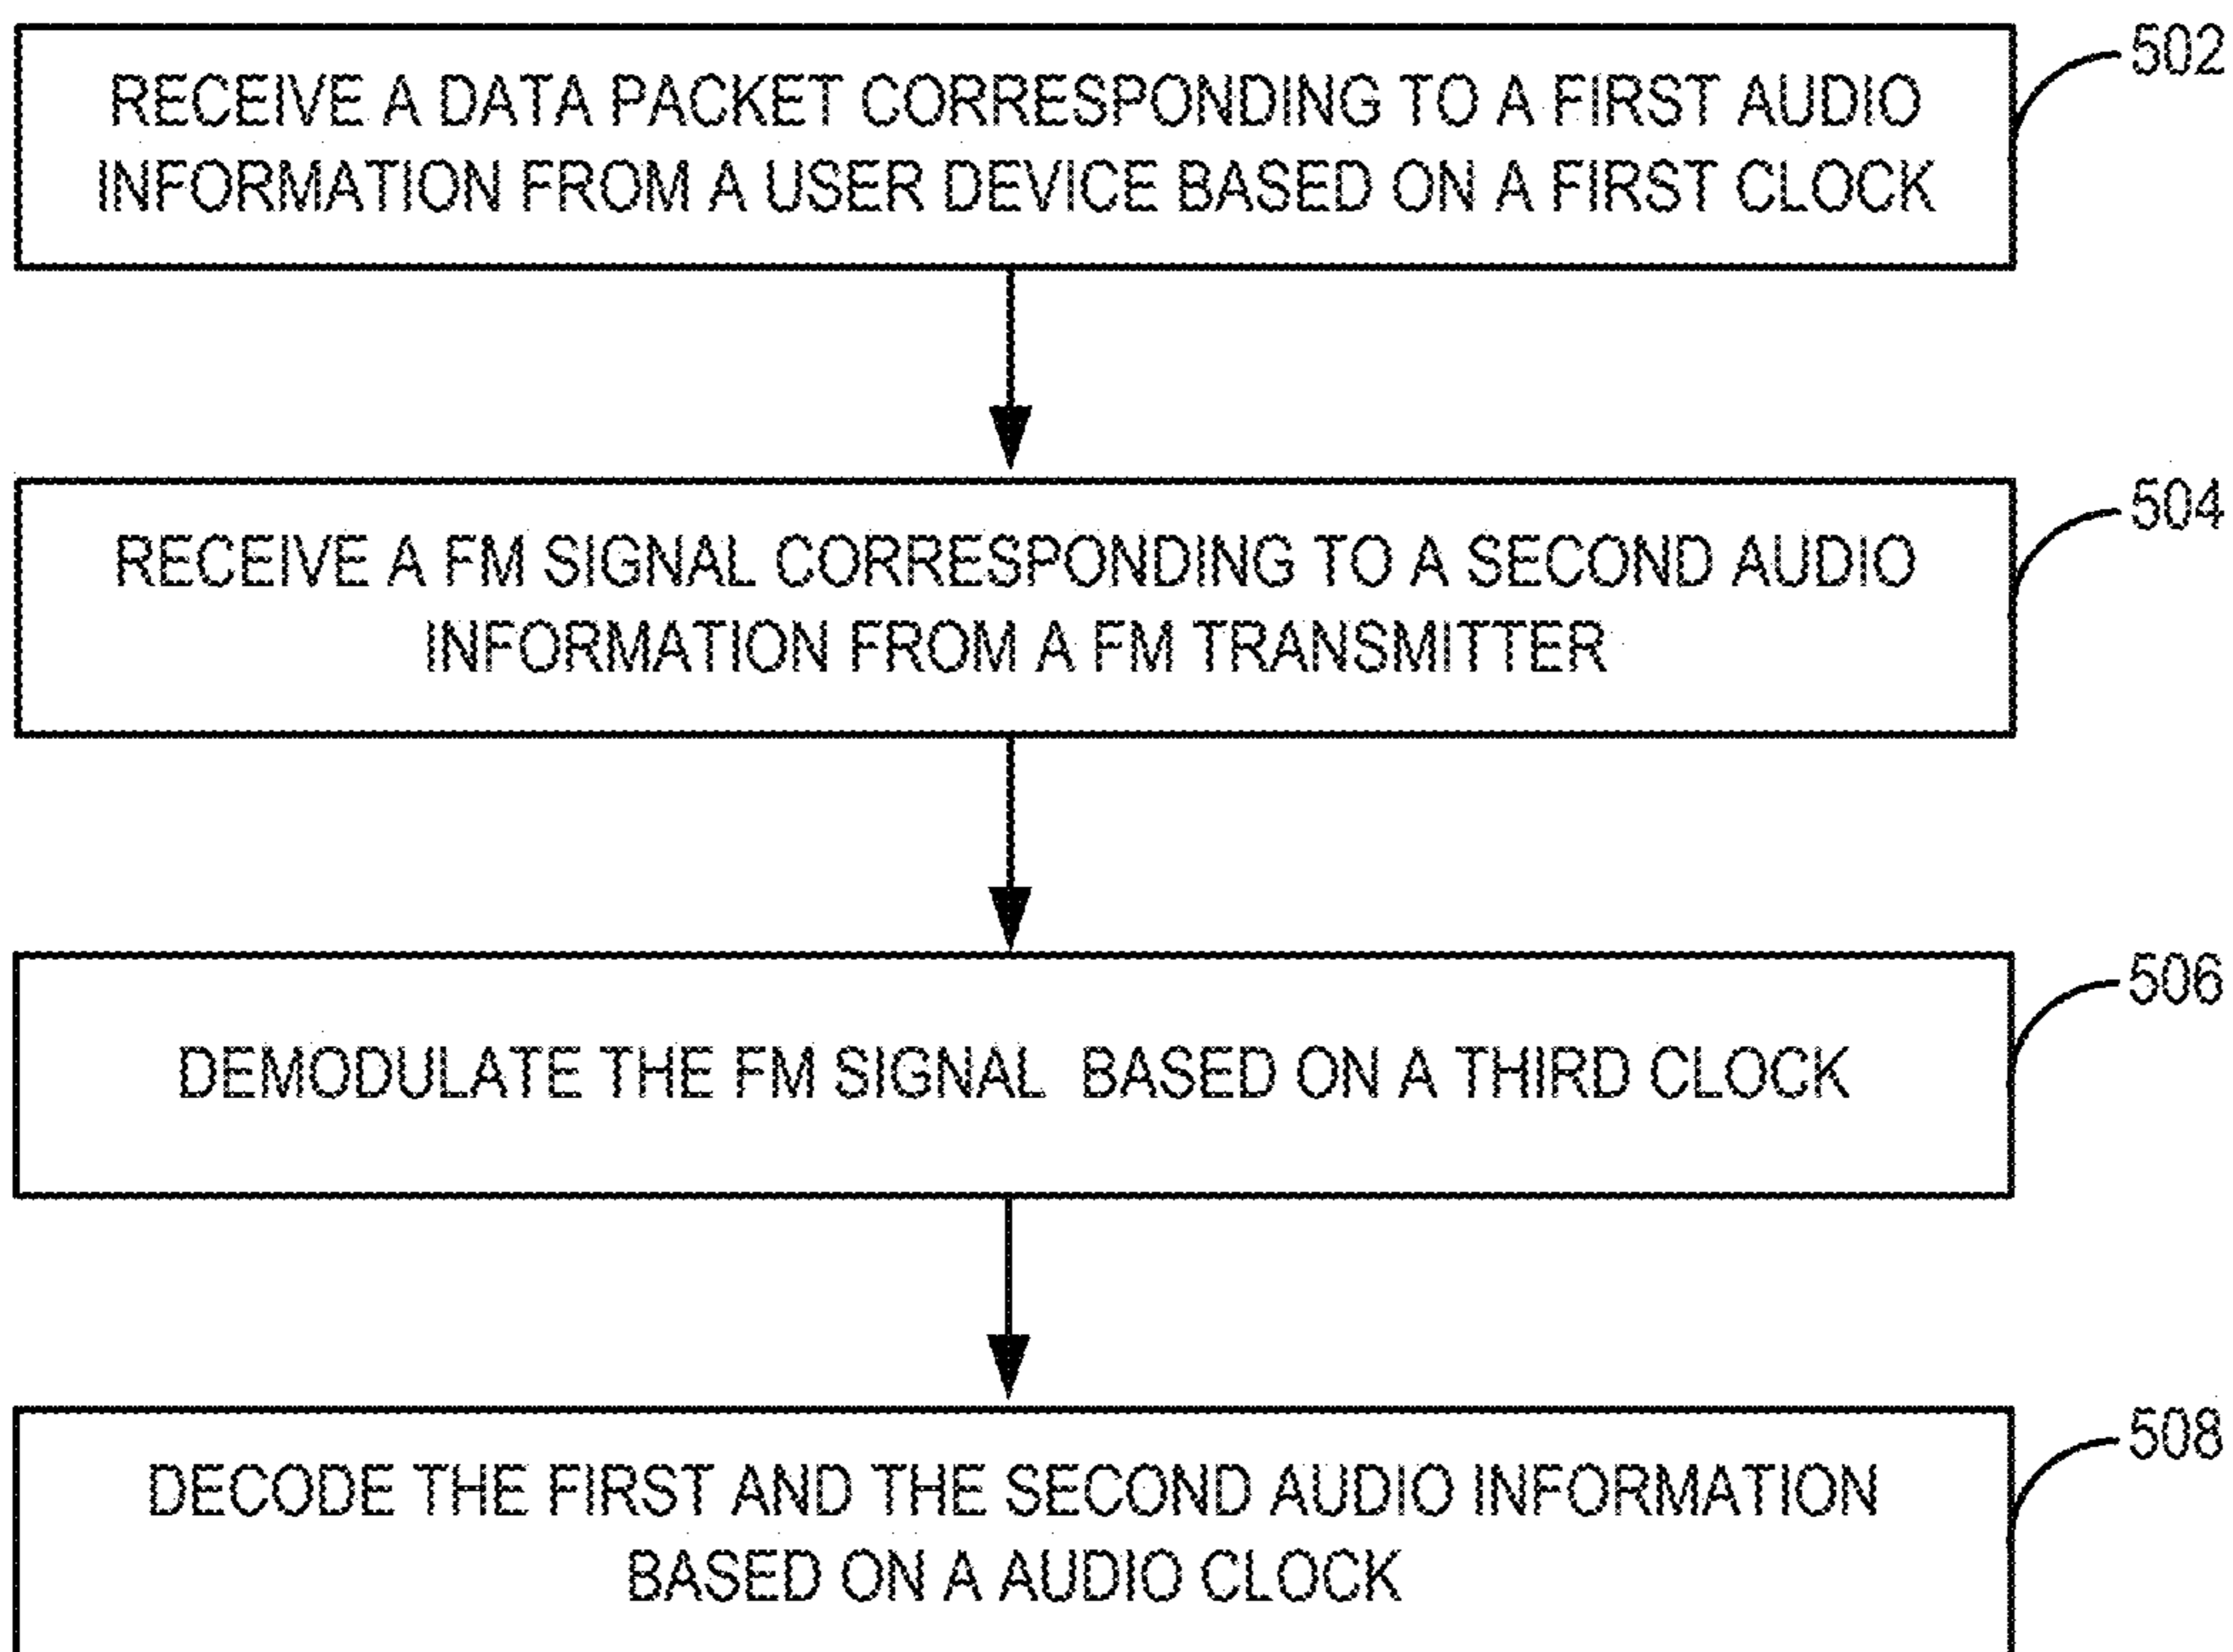 RECEIVE A DATA PACKET CORRESPONDING TO A FIRST AUDIO
INFORMATION FROM A USER DEVICE BASED ON A FIRST CLOCK
502
RECEIVE A FM SIGNAL CORRESPONDING TO A SECOND AUDIO
INFORMATION FROM A FM TRANSMITTER
504
DEMODULATE THE FM SIGNAL BASED ON A THIRD CLOCK
506
DECODE THE FIRST AND THE SECOND AUDIO INFORMATION
BASED ON A AUDIO CLOCK
508